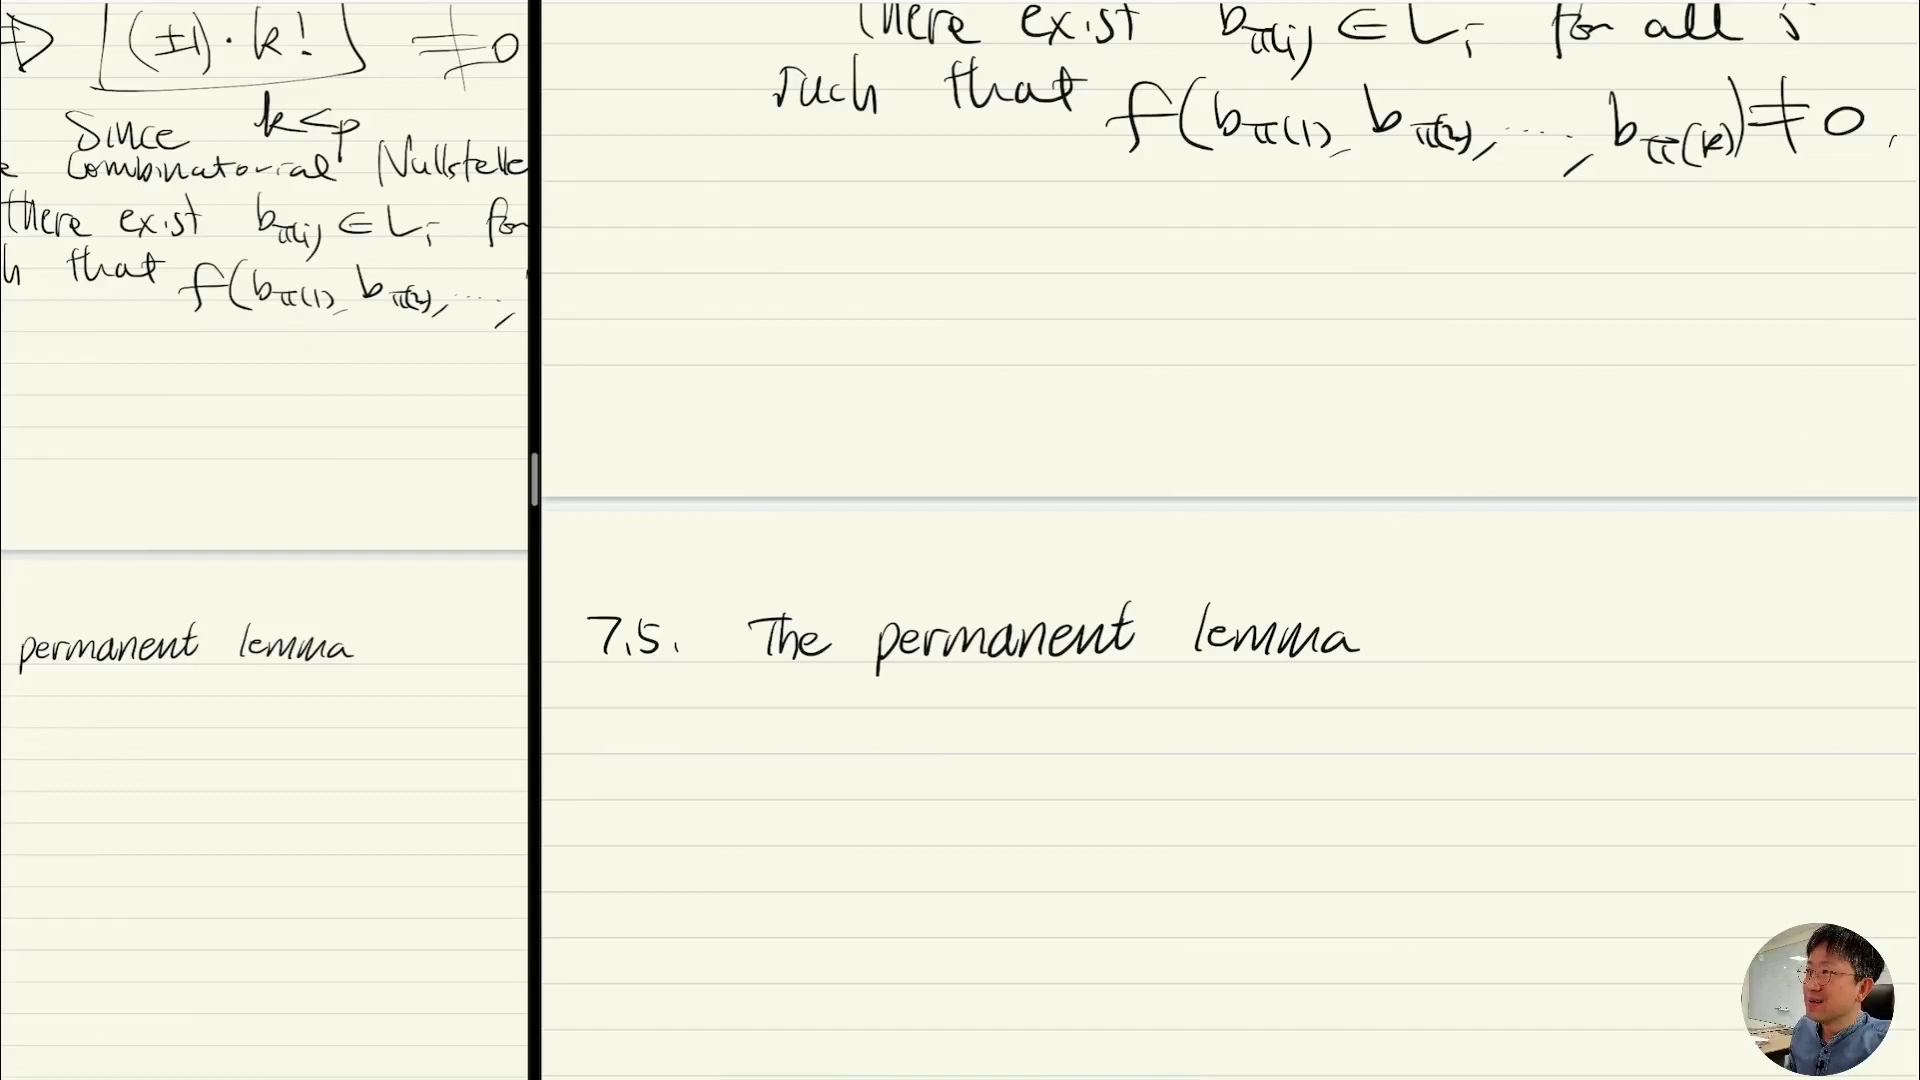 ⇒ (±1)·k! ≠0
Since k<p
Combinatorial Nullstelle
there exist b_π(i) ∈ L_i for
h that f(b_π(1), b_π(2), ....,
permanent lemma
there exist b_π(i) ∈ L_i for all i
such that f(b_π(1), b_π(2), ...., b_π(k)) ≠ 0.
7.5. The permanent lemma